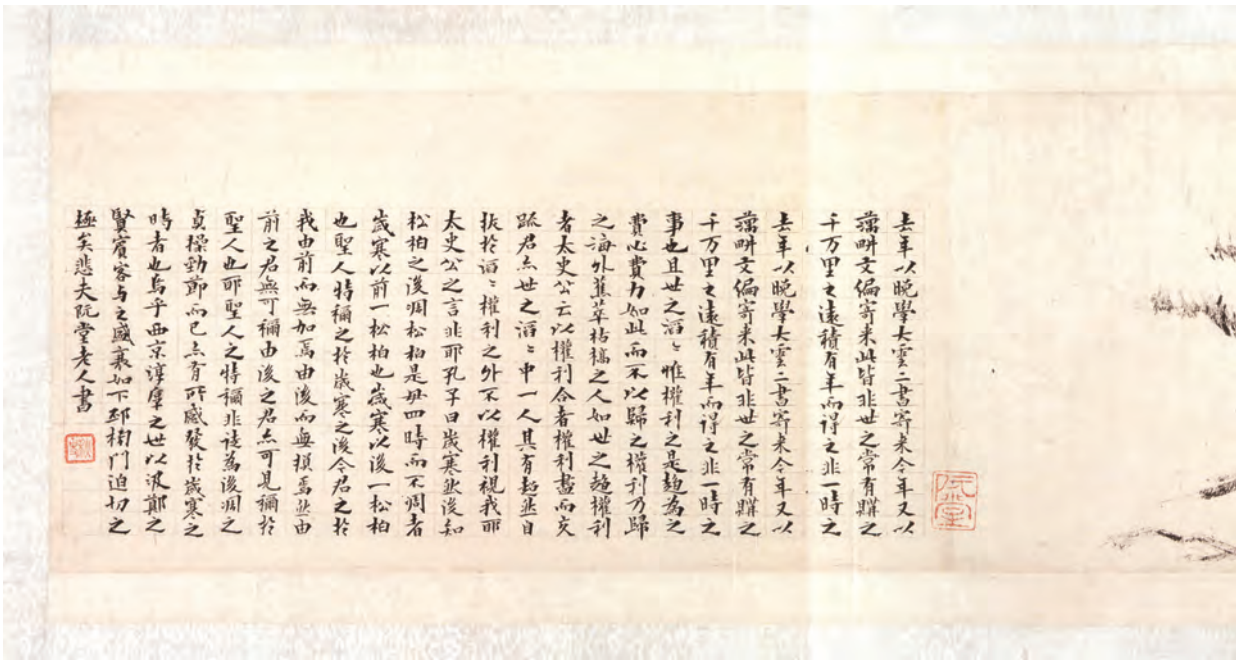 阮堂
去年以晚學大雲二書寄来今年又以
藕畊文偏寄来此皆非世之常有購之
千万里之遠積有年而得之非一時之
去年以晚學大雲二書寄来今年又以
藕畊文偏寄来此皆非世之常有購之
千万里之遠積有年而得之非一時之
事也且世之滔〻惟權利之是趨為之
費心費力如此而不以歸之權利乃歸
之海外蕉萃枯槁之人如世之趨權利
者太史公云以權利合者權利盡而交
踈君亦世之滔〻中一人其有超然自
拔於滔〻權利之外不以權利視我耶
太史公之言非耶孔子曰歲寒然後知
松栢之後凋松栢是毌四時而不凋者
歲寒以前一松栢也歲寒以後一松栢
也聖人特稱之於歲寒之後今君之於
我由前而無加焉由後而無損焉然由
前之君無可稱由後之君亦可見稱於
聖人也耶聖人之特稱非徒為後凋之
貞操勁節而已亦有所感發於歲寒之
時者也烏乎西京淳厖之世以汲鄭之
賢賓客与之盛衰如下邳榜門迫切之
極矣悲夫阮堂老人書